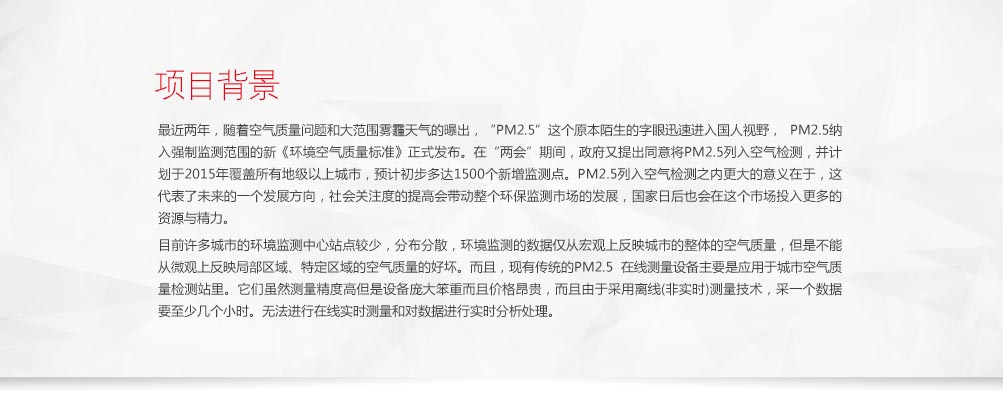 项目背景
最近两年，随着空气质量问题和大范围雾霾天气的曝出，“PM2.5”这个原本陌生的字眼迅速进入国人视野， PM2.5纳
入强制监测范围的新《环境空气质量标准》正式发布。在“两会”期间，政府又提出同意将PM2.5列入空气检测，并计
划于2015年覆盖所有地级以上城市，预计初步多达1500个新增监测点。PM2.5列入空气检测之内更大的意义在于，这
代表了未来的一个发展方向，社会关注度的提高会带动整个环保监测市场的发展，国家日后也会在这个市场投入更多的
资源与精力。
目前许多城市的环境监测中心站点较少，分布分散，环境监测的数据仅从宏观上反映城市的整体的空气质量，但是不能
从微观上反映局部区域、特定区域的空气质量的好坏。而且，现有传统的PM2.5 在线测量设备主要是应用于城市空气质
量检测站里。它们虽然测量精度高但是设备庞大笨重而且价格昂贵，而且由于采用离线(非实时)测量技术，采一个数据
要至少几个小时。无法进行在线实时测量和对数据进行实时分析处理。